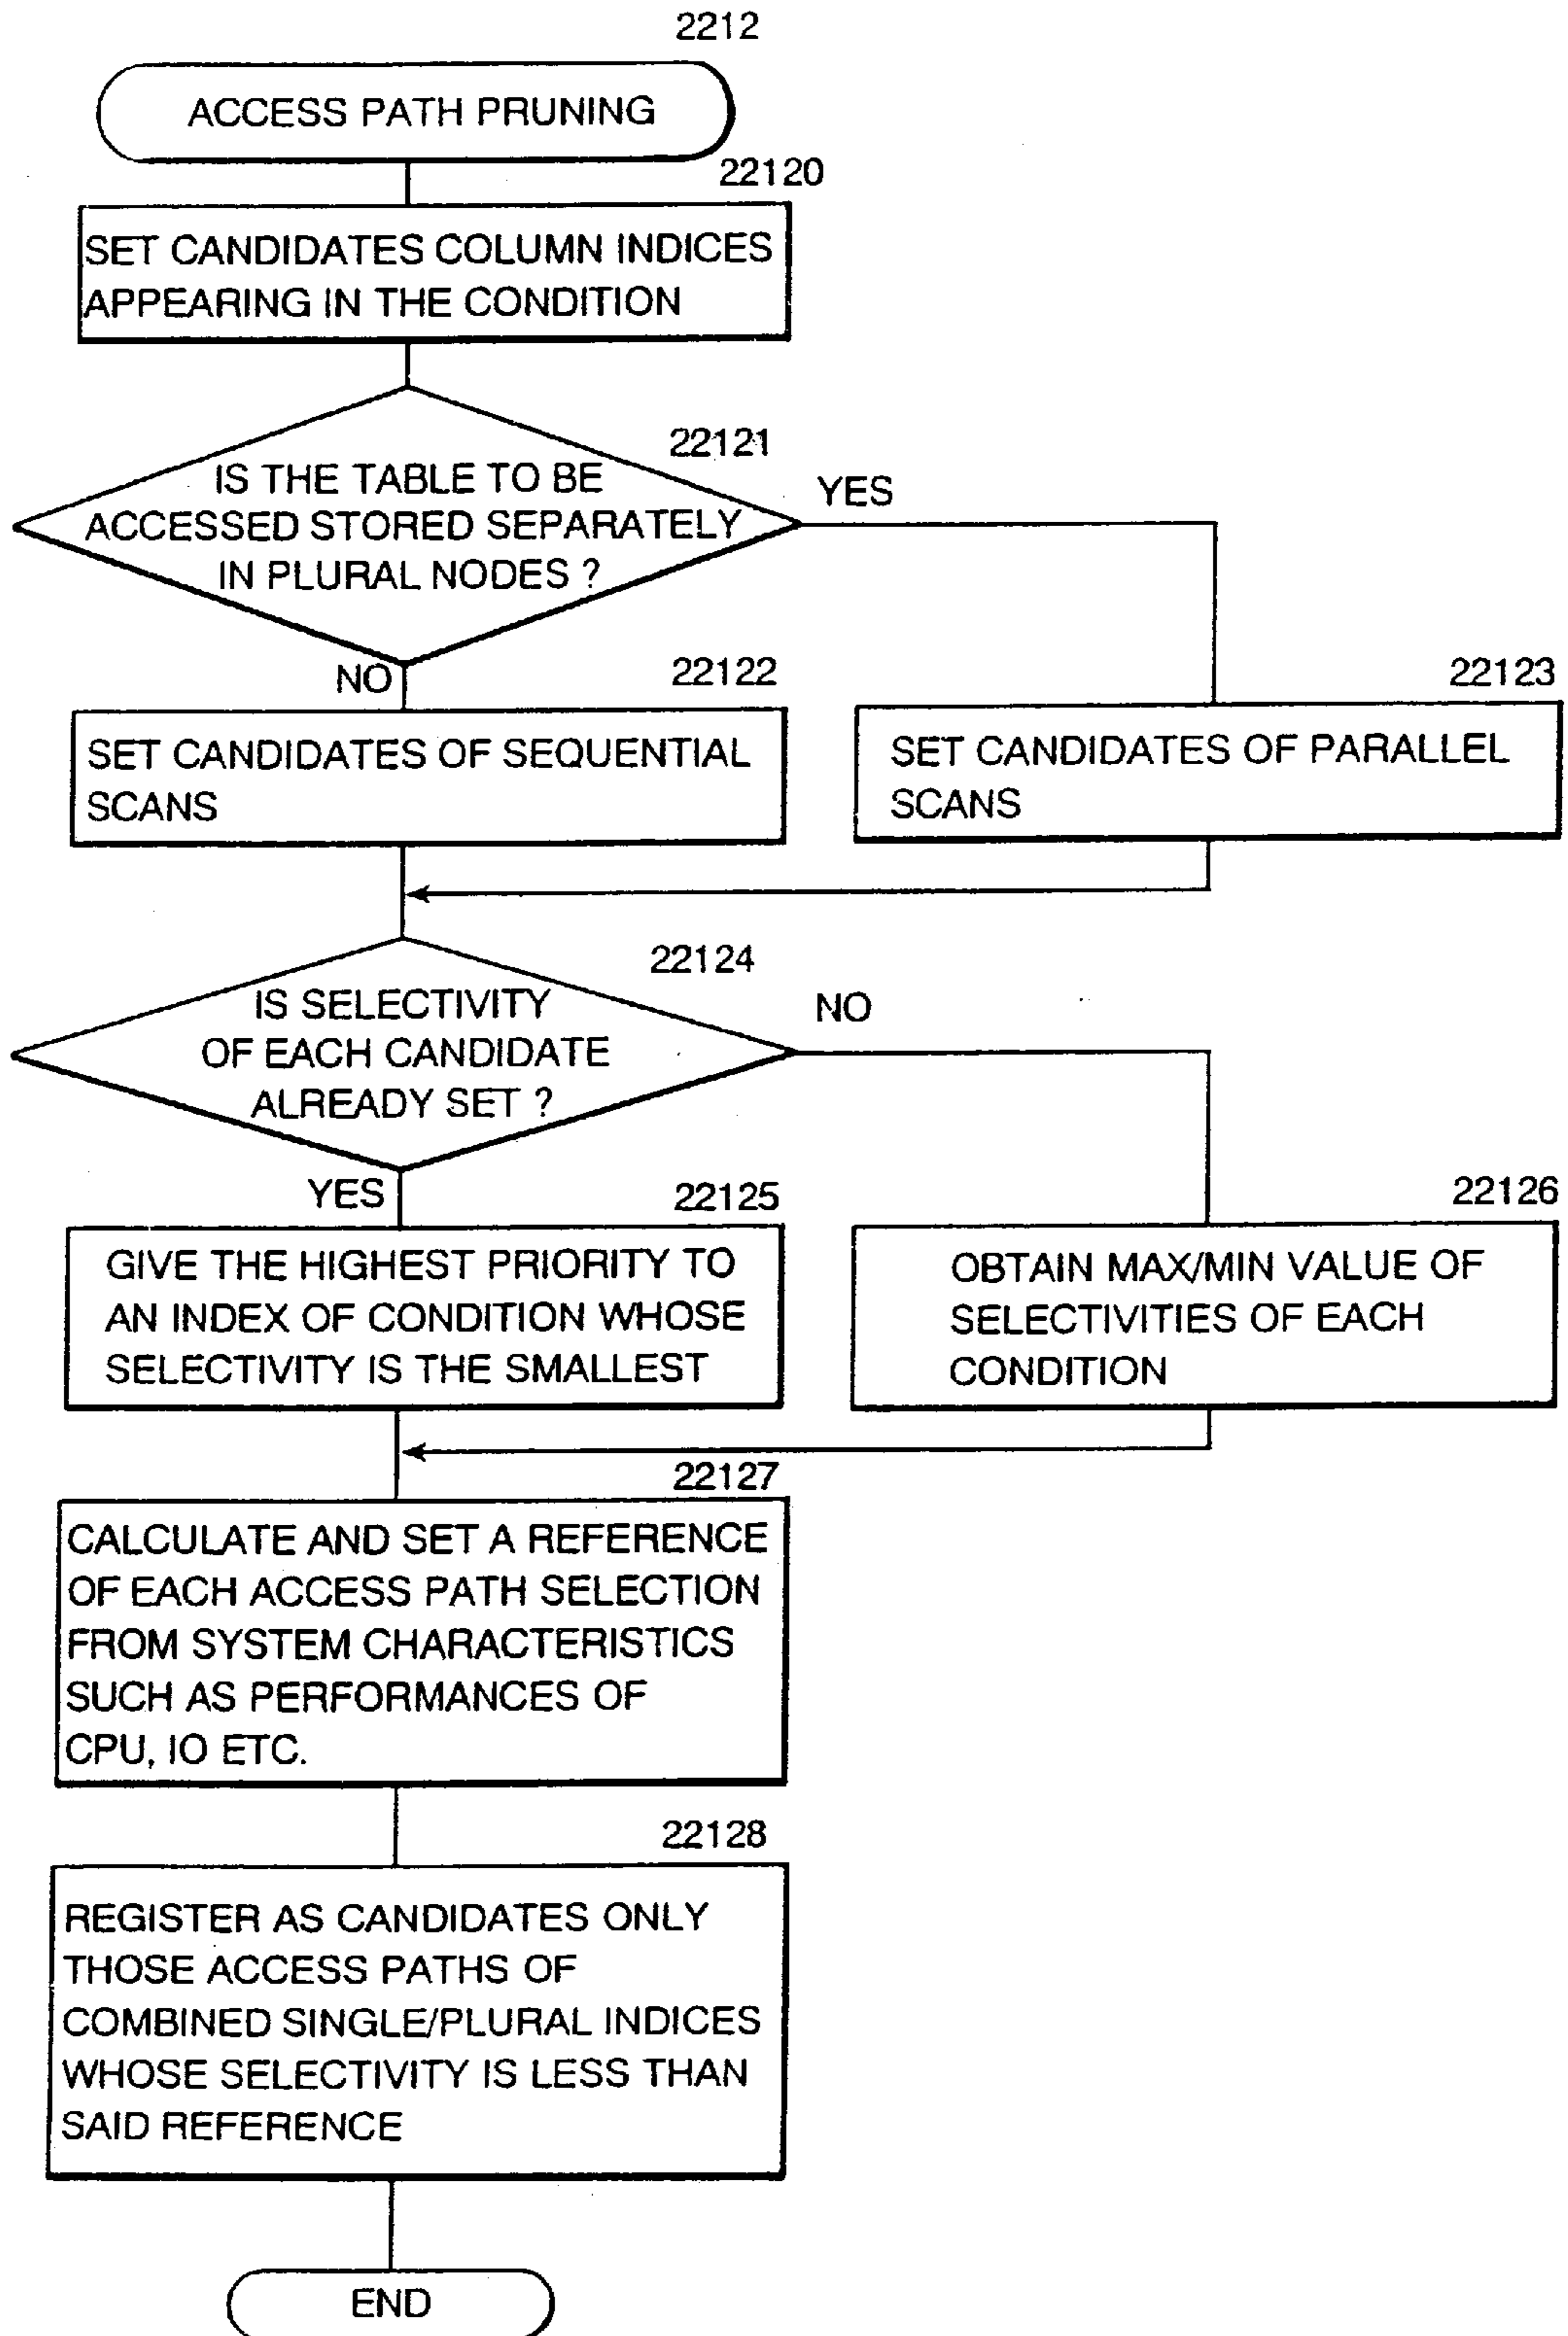 2212
ACCESS PATH PRUNING
22120
SET CANDIDATES COLUMN INDICES
APPEARING IN THE CONDITION
22121
IS THE TABLE TO BE
ACCESSED STORED SEPARATELY
IN PLURAL NODES ?
YES
NO
22122
SET CANDIDATES OF SEQUENTIAL
SCANS
22123
SET CANDIDATES OF PARALLEL
SCANS
22124
IS SELECTIVITY
OF EACH CANDIDATE
ALREADY SET ?
NO
YES
22125
GIVE THE HIGHEST PRIORITY TO
AN INDEX OF CONDITION WHOSE
SELECTIVITY IS THE SMALLEST
22126
OBTAIN MAX/MIN VALUE OF
SELECTIVITIES OF EACH
CONDITION
22127
CALCULATE AND SET A REFERENCE
OF EACH ACCESS PATH SELECTION
FROM SYSTEM CHARACTERISTICS
SUCH AS PERFORMANCES OF
CPU, IO ETC.
22128
REGISTER AS CANDIDATES ONLY
THOSE ACCESS PATHS OF
COMBINED SINGLE/PLURAL INDICES
WHOSE SELECTIVITY IS LESS THAN
SAID REFERENCE
END